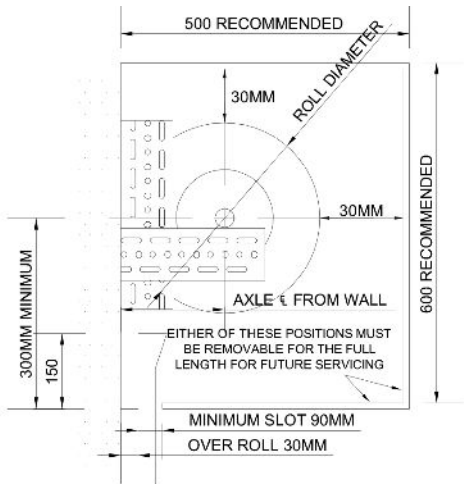 500 RECOMMENDED
ROLL DIAMETER
30MM
30MM
600 RECOMMENDED
300MM MINIMUM
150
AXLE ℄ FROM WALL
EITHER OF THESE POSITIONS MUST
BE REMOVABLE FOR THE FULL
LENGTH FOR FUTURE SERVICING
MINIMUM SLOT 90MM
OVER ROLL 30MM